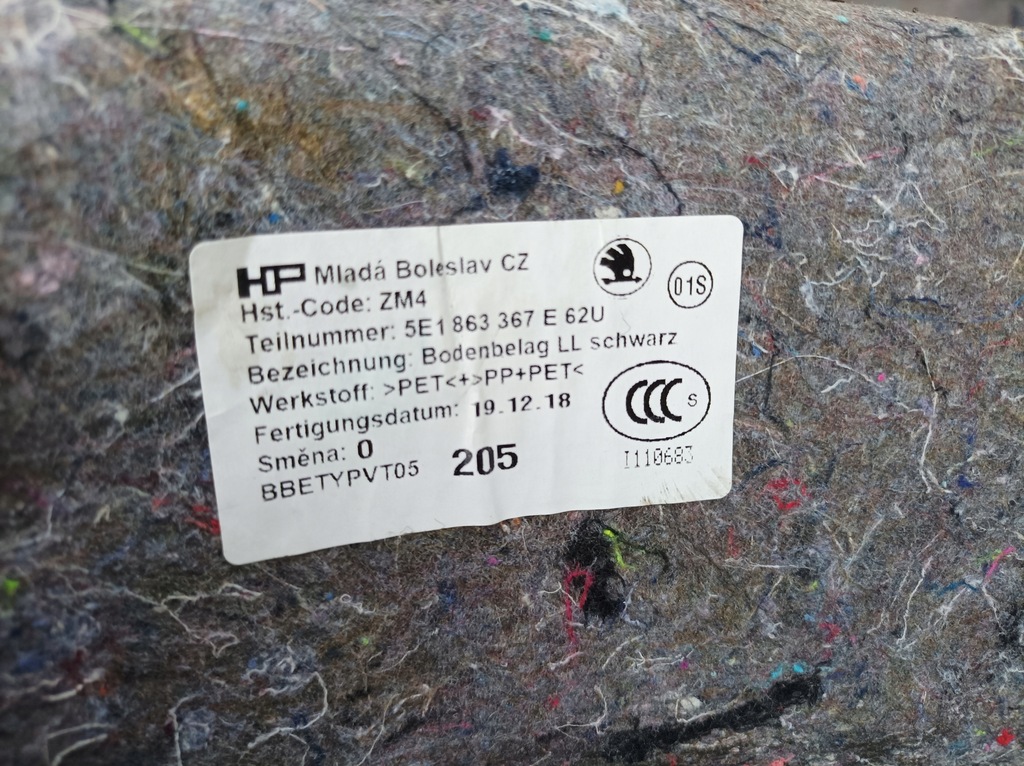 HP Mladá Boleslav CZ
01S
Hst.-Code: ZM4
Teilnummer: 5E1 863 367 E 62U
Bezeichnung: Bodenbelag LL schwarz
Werkstoff: >PET<+>PP+PET<
CCC S
Fertigungsdatum: 19.12.18
Směna: 0
205
I110683
BBETYPVT05